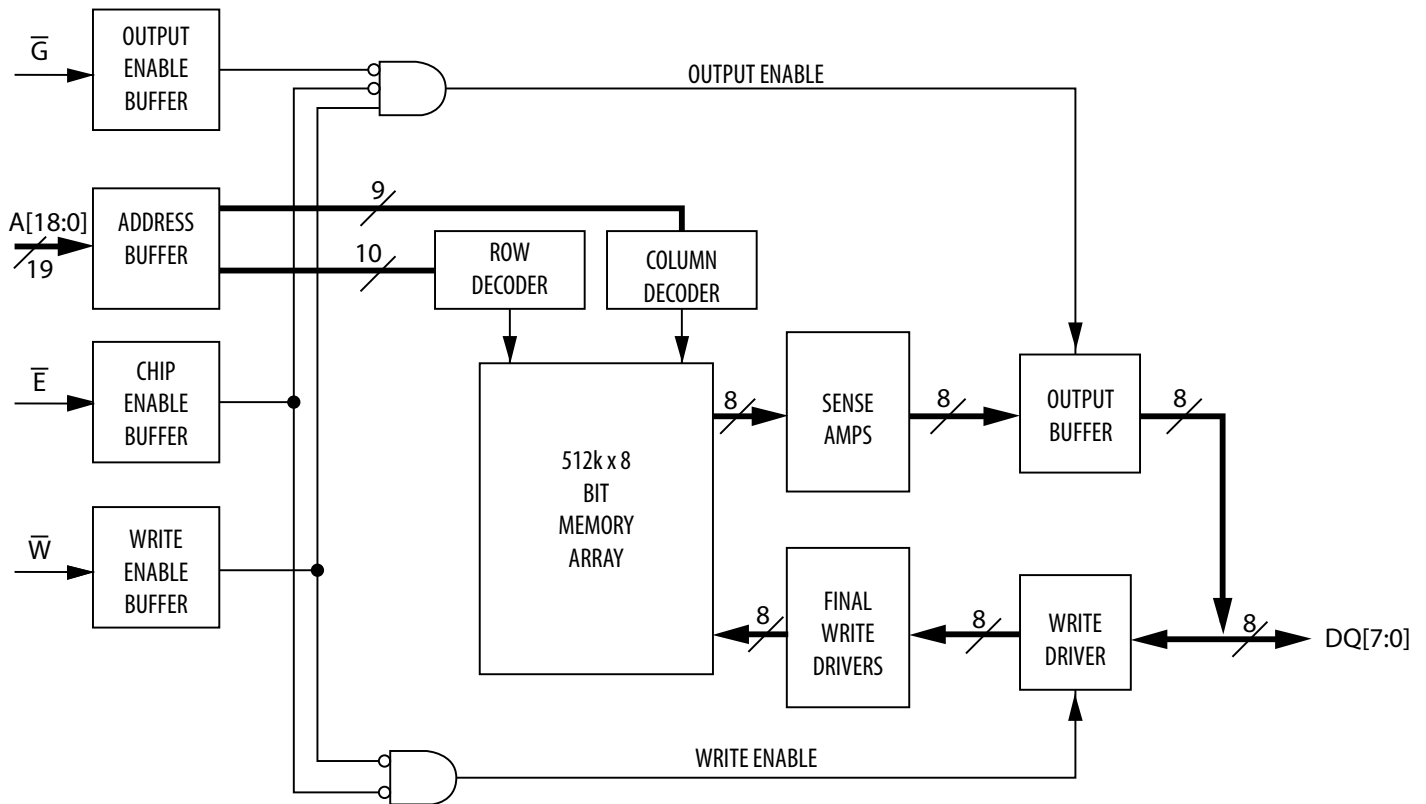 G̅
OUTPUT
ENABLE
BUFFER
OUTPUT ENABLE
A[18:0]
19
ADDRESS
BUFFER
9
10
ROW
DECODER
COLUMN
DECODER
E̅
CHIP
ENABLE
BUFFER
W̅
WRITE
ENABLE
BUFFER
512k x 8
BIT
MEMORY
ARRAY
8
SENSE
AMPS
8
OUTPUT
BUFFER
8
8
FINAL
WRITE
DRIVERS
8
WRITE
DRIVER
8
DQ[7:0]
WRITE ENABLE